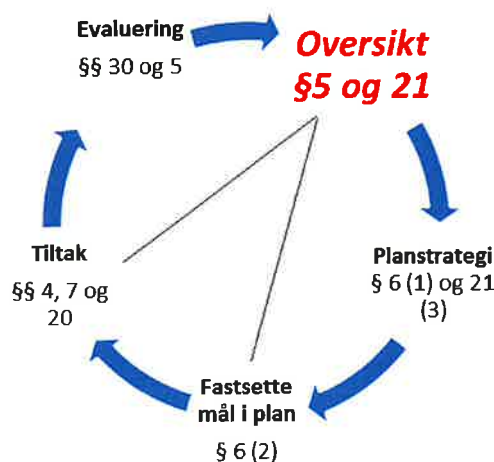 Evaluering
§§ 30 og 5
Oversikt
§5 og 21
Planstrategi
§ 6 (1) og 21
(3)
Fastsette
mål i plan
§ 6 (2)
Tiltak
§§ 4, 7 og
20